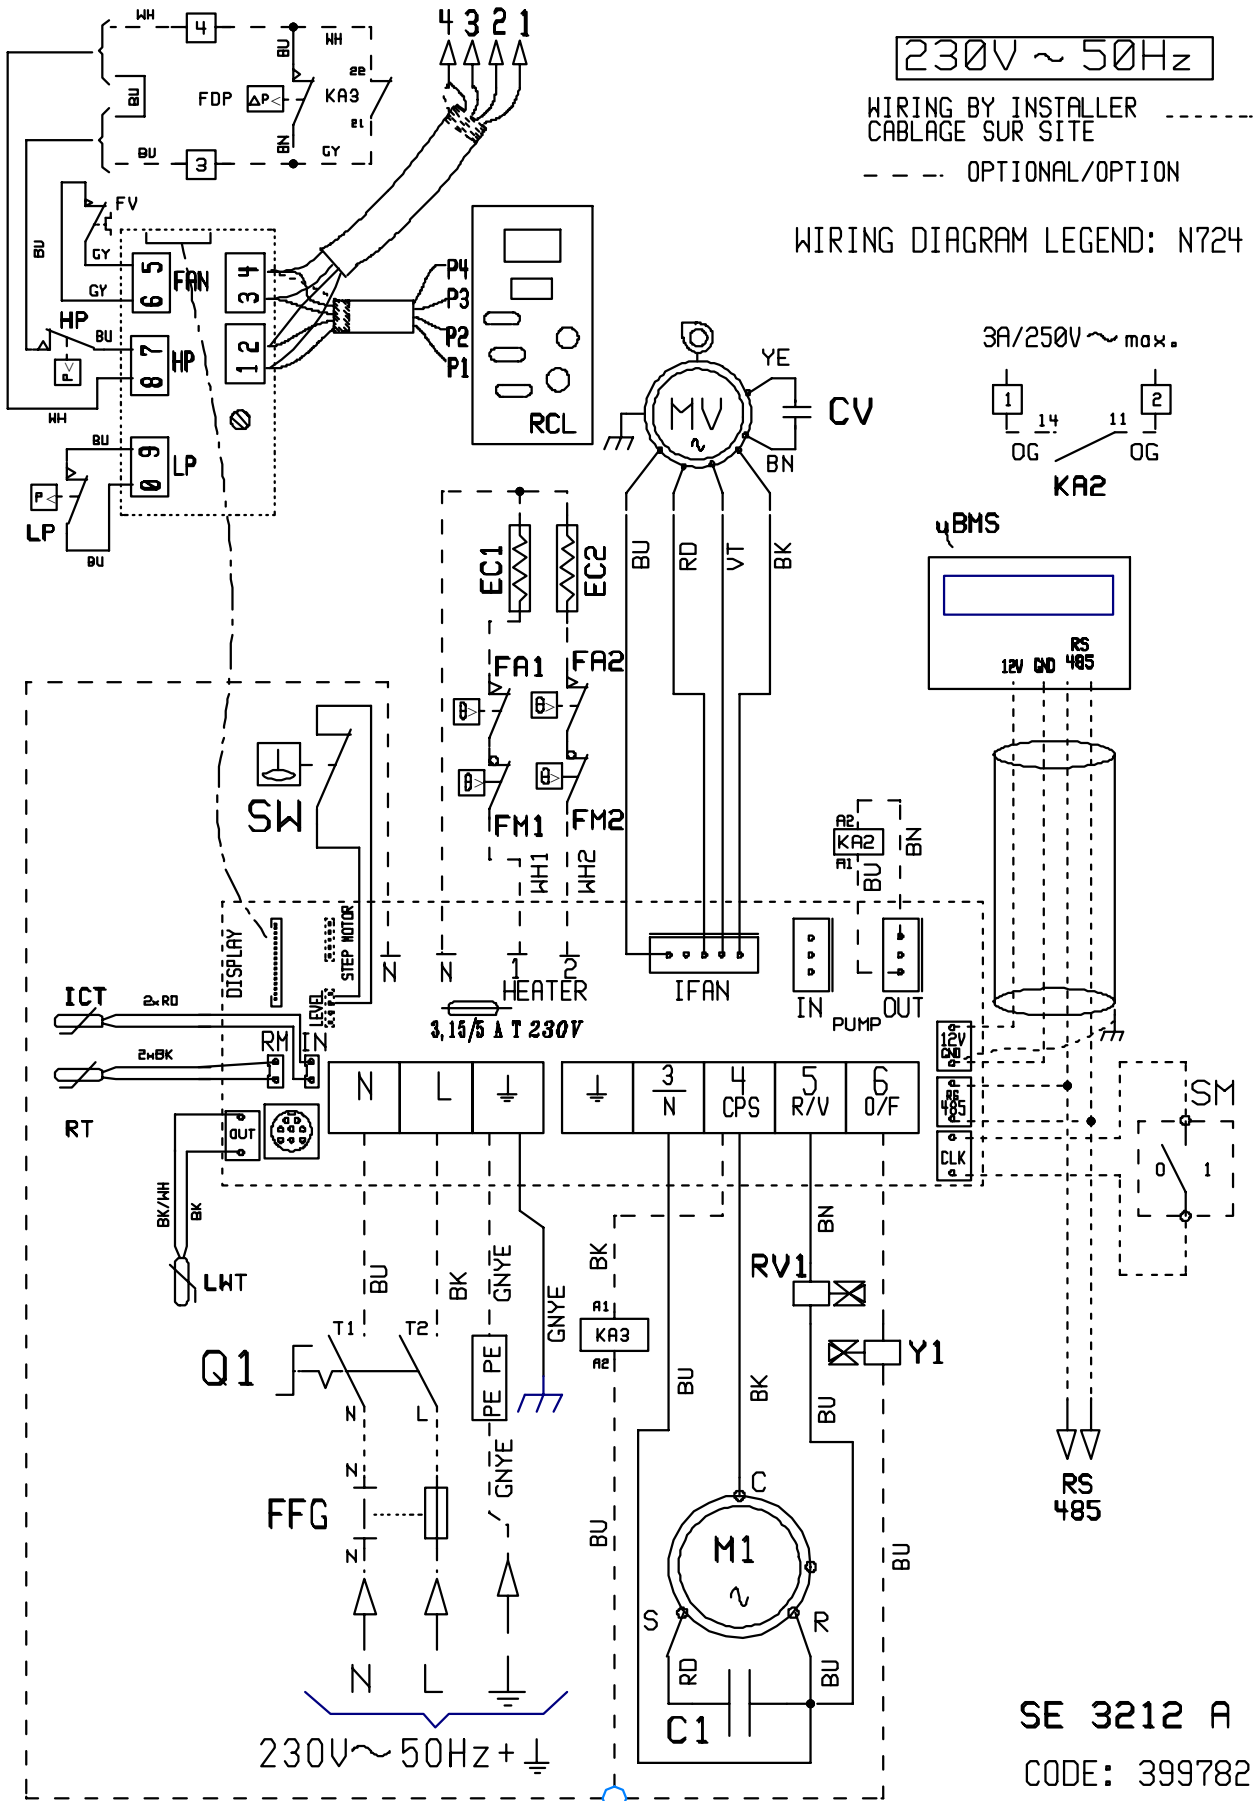 4 3 2 1
230V ~ 50Hz
WIRING BY INSTALLER
CABLAGE SUR SITE
OPTIONAL/OPTION
WIRING DIAGRAM LEGEND: N724
WH
4
BU
WH
22
BU
FDP
ΔP<
KA3
21
BN
BU
3
GY
FV
BU
GY
GY
5
6
FAN
4
3
2
1
HP
BU
P<
7
8
HP
WH
BU
9
0
LP
P<
LP
BU
P4
P3
P2
P1
RCL
MV
~
YE
CV
BN
3A/250V ~ max.
1
2
14
11
OG
OG
KA2
µBMS
12V GND RS
485
BU
RD
VT
BK
EC1
EC2
FA1
FA2
θ>
θ>
θ>
θ>
FM1
FM2
WH1
WH2
SW
A2
KA2
A1
BU
BN
DISPLAY
STEP MOTOR
LEVEL
N
N
1
2
HEATER
3,15/5 A T 230V
IFAN
IN
OUT
PUMP
ICT
2xRD
RM
IN
2xBK
RT
OUT
N
L
3
N
4
CPS
5
R/V
6
O/F
12V
GND
RS
485
CLK
SM
0
1
BK/WH
BK
LWT
BU
BK
GNYE
GNYE
BK
BN
RV1
A1
KA3
A2
Y1
Q1
T1
T2
PE PE
N
L
BU
BK
BU
GNYE
N
FFG
N
BU
BU
C
M1
~
S
R
RD
BU
C1
RS
485
N
L
230V~50Hz+
SE 3212 A
CODE: 399782